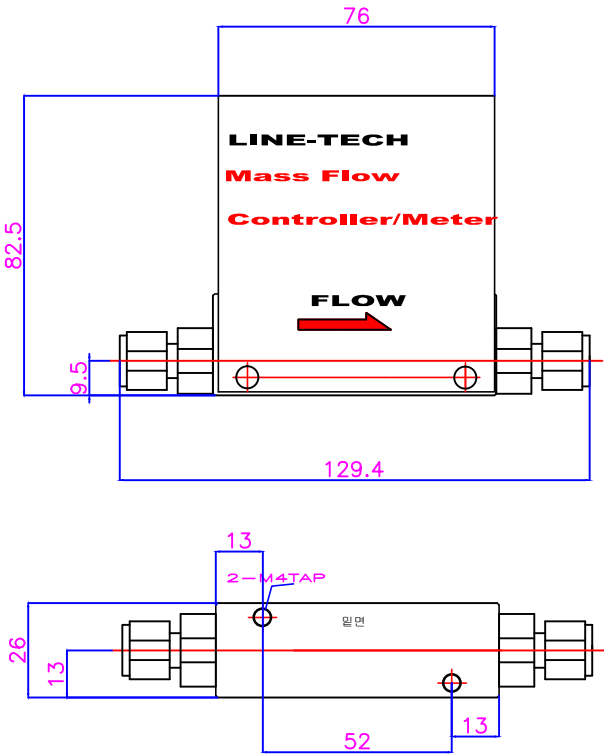 76
LINE-TECH
Mass Flow
Controller/Meter
82.5
FLOW
9.5
129.4
13
2-M4TAP
밑면
26
13
13
52